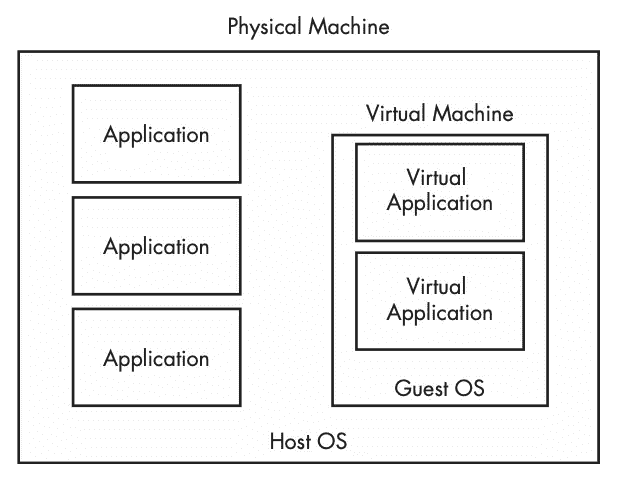 Physical Machine
Application
Application
Application
Virtual Machine
Virtual
Application
Virtual
Application
Guest OS
Host OS